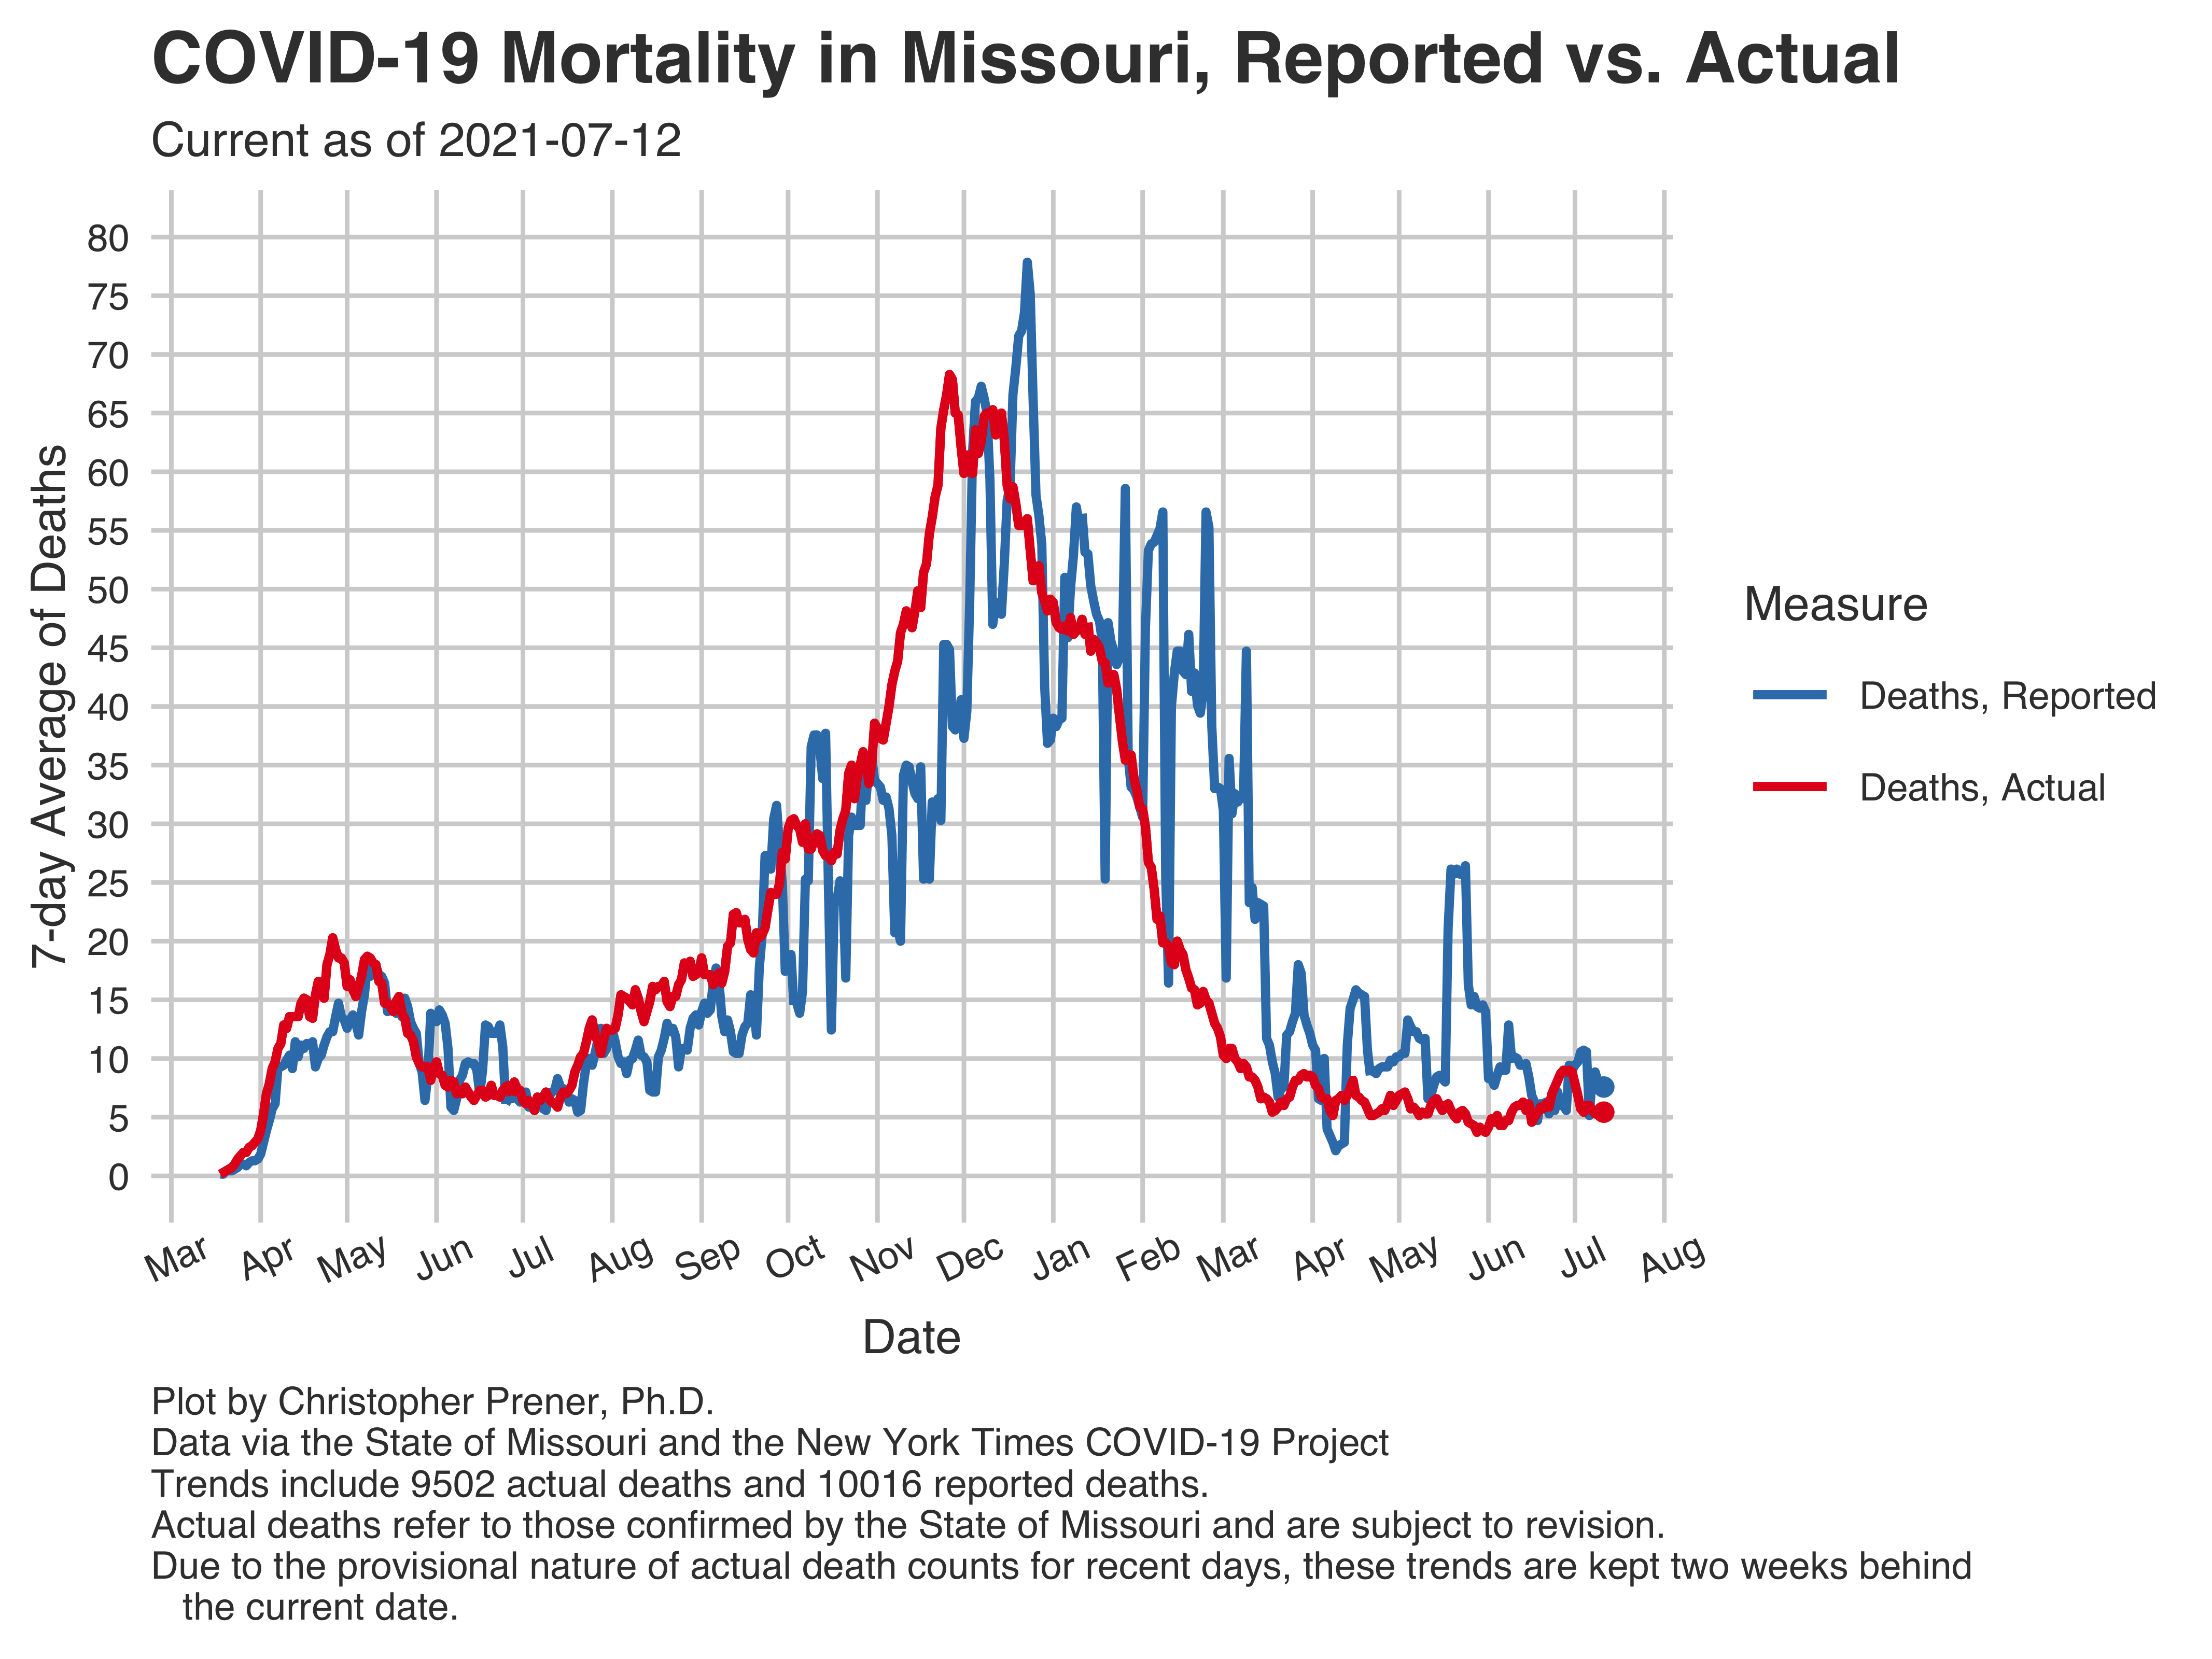 COVID-19 Mortality in Missouri, Reported vs. Actual
Current as of 2021-07-12
7-day Average of Deaths
80
75
70
65
60
55
50
45
40
35
30
25
20
15
10
5
0
Mar Apr May Jun Jul Aug Sep Oct Nov Dec Jan Feb Mar Apr May Jun Jul Aug
Date
Measure
Deaths, Reported
Deaths, Actual
Plot by Christopher Prener, Ph.D.
Data via the State of Missouri and the New York Times COVID-19 Project
Trends include 9502 actual deaths and 10016 reported deaths.
Actual deaths refer to those confirmed by the State of Missouri and are subject to revision.
Due to the provisional nature of actual death counts for recent days, these trends are kept two weeks behind
the current date.